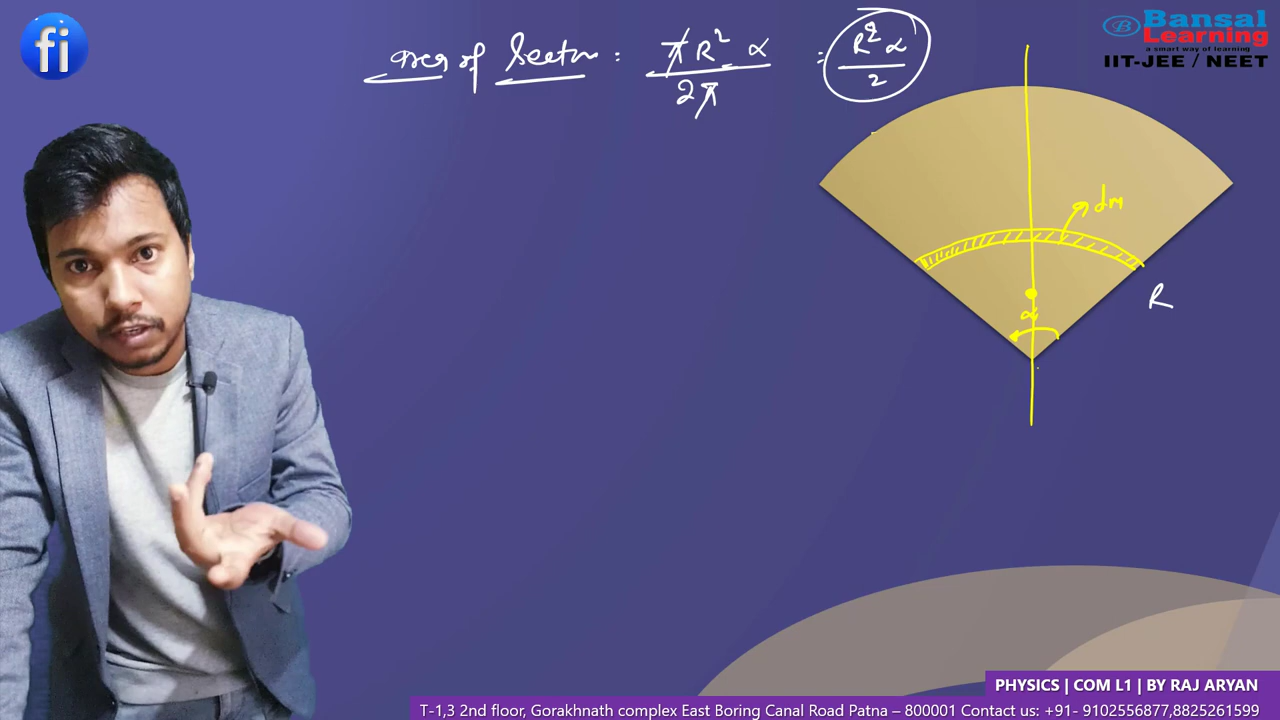 fi
Area of Sector : πR² α / 2π = R² α / 2
Bansal
Learning
a smart way of learning
IIT-JEE / NEET
dm
R
α
PHYSICS | COM L1 | BY RAJ ARYAN
T-1,3 2nd floor, Gorakhnath complex East Boring Canal Road Patna – 800001 Contact us: +91- 9102556877,8825261599